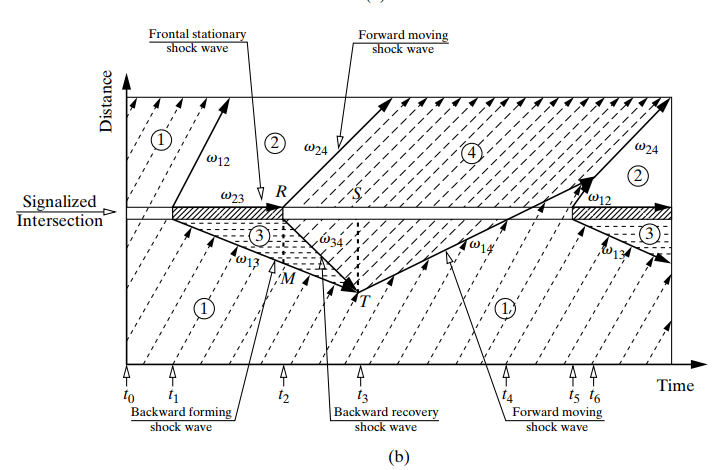 Frontal stationary
shock wave
Forward moving
shock wave
Distance
1
2
ω12
ω24
4
ω24
2
ω23
R
S
ω12
Signalized
Intersection
3
ω34
ω14
3
ω13
M
ω13
T
1
1
Time
t0
t1
t2
t3
t4
t5
t6
Backward forming
shock wave
Backward recovery
shock wave
Forward moving
shock wave
(b)